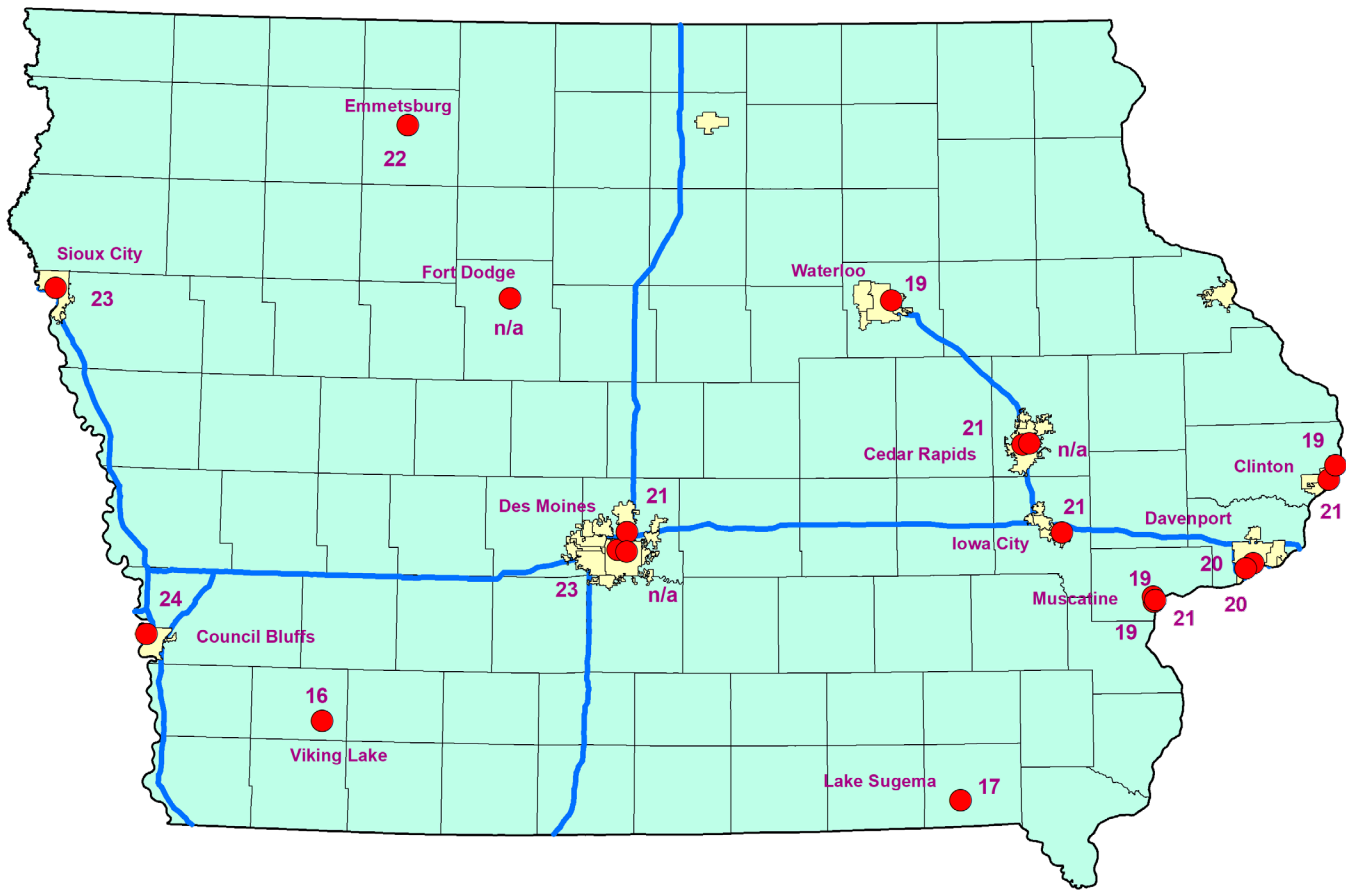 Emmetsburg
22
Sioux City
23
Fort Dodge
n/a
Waterloo
19
21
Cedar Rapids
n/a
19
Clinton
21
Des Moines
21
23
n/a
21
Iowa City
Davenport
20
20
19
Muscatine
19
21
24
Council Bluffs
16
Viking Lake
Lake Sugema
17